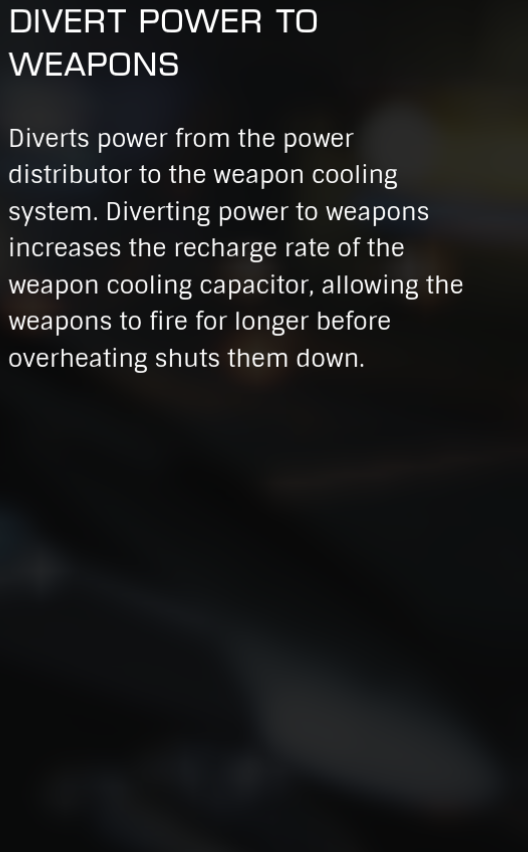 DIVERT POWER TO
WEAPONS
Diverts power from the power
distributor to the weapon cooling
system. Diverting power to weapons
increases the recharge rate of the
weapon cooling capacitor, allowing the
weapons to fire for longer before
overheating shuts them down.